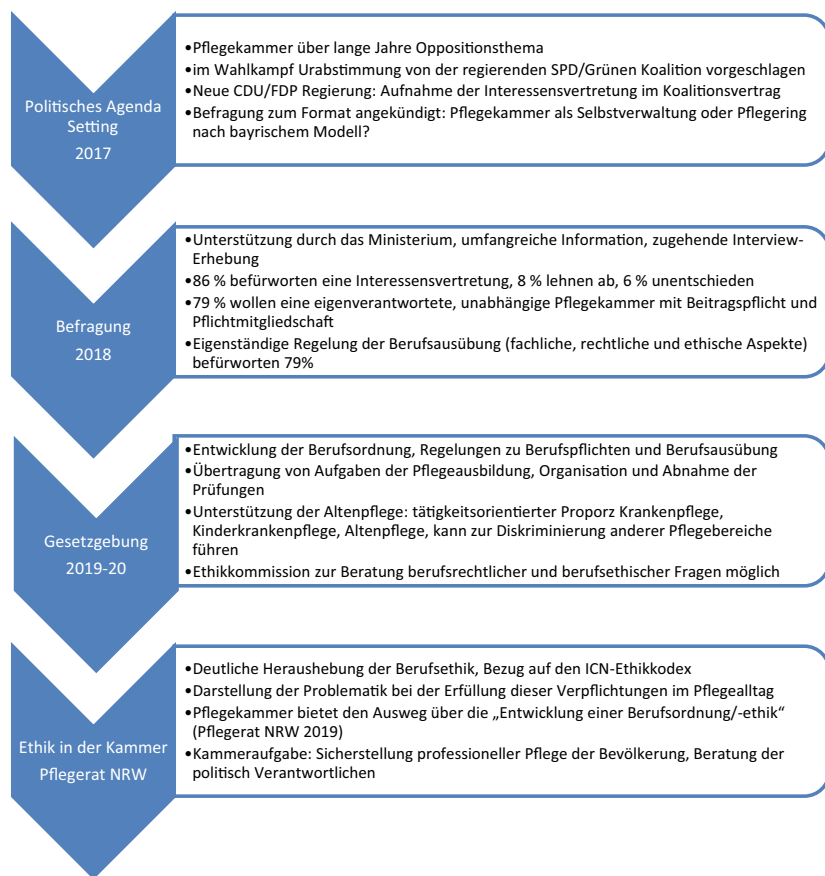 Politisches Agenda
Setting
2017
•Pflegekammer über lange Jahre Oppositionsthema
•im Wahlkampf Urabstimmung von der regierenden SPD/Grünen Koalition vorgeschlagen
•Neue CDU/FDP Regierung: Aufnahme der Interessensvertretung im Koalitionsvertrag
•Befragung zum Format angekündigt: Pflegekammer als Selbstverwaltung oder Pflegering
nach bayrischem Modell?
Befragung
2018
•Unterstützung durch das Ministerium, umfangreiche Information, zugehende Interview-
Erhebung
•86 % befürworten eine Interessensvertretung, 8 % lehnen ab, 6 % unentschieden
•79 % wollen eine eigenverantwortete, unabhängige Pflegekammer mit Beitragspflicht und
Pflichtmitgliedschaft
•Eigenständige Regelung der Berufsausübung (fachliche, rechtliche und ethische Aspekte)
befürworten 79%
Gesetzgebung
2019-20
•Entwicklung der Berufsordnung, Regelungen zu Berufspflichten und Berufsausübung
•Übertragung von Aufgaben der Pflegeausbildung, Organisation und Abnahme der
Prüfungen
•Unterstützung der Altenpflege: tätigkeitsorientierter Proporz Krankenpflege,
Kinderkrankenpflege, Altenpflege, kann zur Diskriminierung anderer Pflegebereiche
führen
•Ethikkommission zur Beratung berufsrechtlicher und berufsethischer Fragen möglich
Ethik in der Kammer
Pflegerat NRW
•Deutliche Heraushebung der Berufsethik, Bezug auf den ICN-Ethikkodex
•Darstellung der Problematik bei der Erfüllung dieser Verpflichtungen im Pflegealltag
•Pflegekammer bietet den Ausweg über die „Entwicklung einer Berufsordnung/-ethik“
(Pflegerat NRW 2019)
•Kammeraufgabe: Sicherstellung professioneller Pflege der Bevölkerung, Beratung der
politisch Verantwortlichen